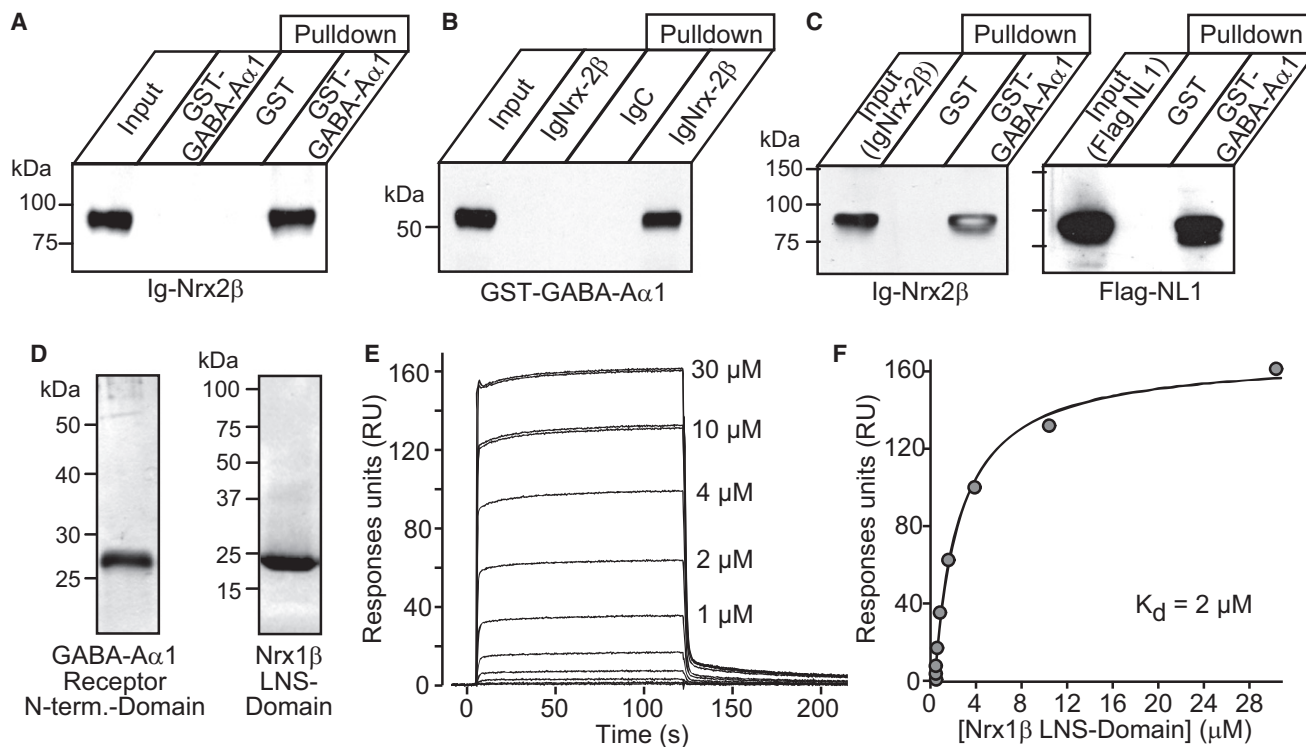 A
Pulldown
Input
GST-
GABA-Aα1
GST
GST-
GABA-Aα1
kDa
100
75
Ig-Nrx2β
B
Pulldown
Input
IgNrx-2β
IgC
IgNrx-2β
kDa
50
GST-GABA-Aα1
C
Pulldown
Input
(IgNrx-2β)
GST
GST-
GABA-Aα1
kDa
150
100
75
Ig-Nrx2β
Pulldown
Input
(Flag NL1)
GST
GST-
GABA-Aα1
Flag-NL1
D
kDa
50
40
30
25
GABA-Aα1
Receptor
N-term.-Domain
kDa
100
75
50
37
25
15
Nrx1β
LNS-
Domain
E
Responses units (RU)
160
120
80
40
0
30 μM
10 μM
4 μM
2 μM
1 μM
0 50 100 150 200
Time (s)
F
Responses units (RU)
160
120
80
40
0
Kd = 2 μM
0 4 8 12 16 20 24 28
[Nrx1β LNS-Domain] (μM)